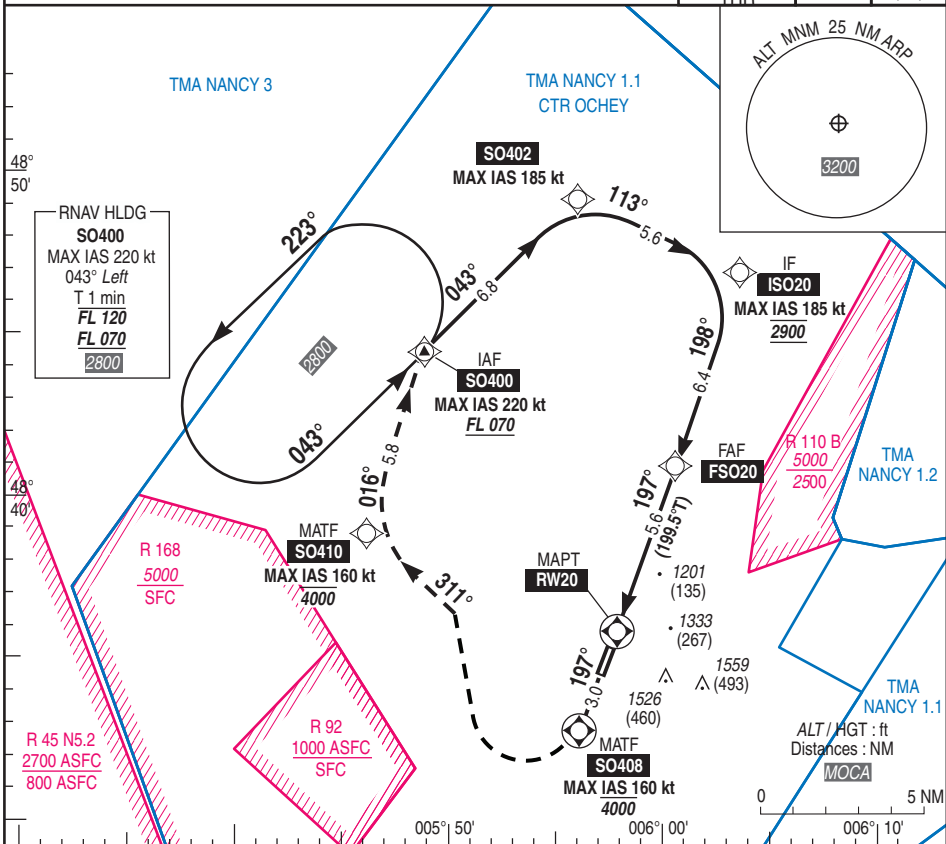 TMA NANCY 3
TMA NANCY 1.1
CTR OCHEY
ALT MNM 25 NM ARP
3200
48°
50'
SO402
MAX IAS 185 kt
RNAV HLDG
SO400
MAX IAS 220 kt
043° Left
T 1 min
FL 120
FL 070
2800
223°
2800
043°
043°
6.8
113°
5.6
IF
ISO20
MAX IAS 185 kt
2900
IAF
SO400
MAX IAS 220 kt
FL 070
198°
6.4
R 110 B
5000
2500
TMA
NANCY 1.2
FAF
FSO20
48°
40'
016°
5.8
197°
5.6
(199.5°T)
MATF
SO410
MAX IAS 160 kt
4000
R 168
5000
SFC
MAPT
RW20
1201
(135)
1333
(267)
1559
(493)
1526
(460)
311°
197°
3.0
MATF
SO408
MAX IAS 160 kt
4000
R 92
1000 ASFC
SFC
R 45 N5.2
2700 ASFC
800 ASFC
TMA
NANCY 1.1
ALT / HGT : ft
Distances : NM
MOCA
0 5 NM
005° 50' 006° 00' 006° 10'